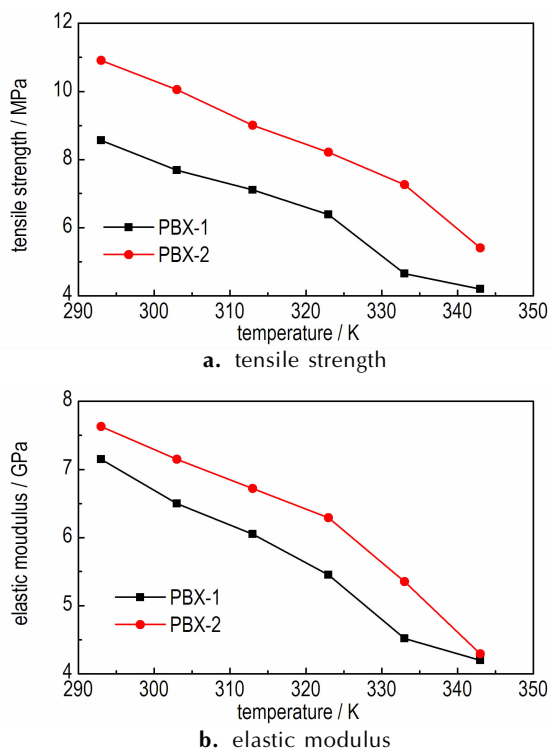 12
10
8
6
4
tensile strength / MPa
PBX-1
PBX-2
290 300 310 320 330 340 350
temperature / K
a. tensile strength
8
7
6
5
4
elastic moudulus / GPa
PBX-1
PBX-2
290 300 310 320 330 340 350
temperature / K
b. elastic modulus